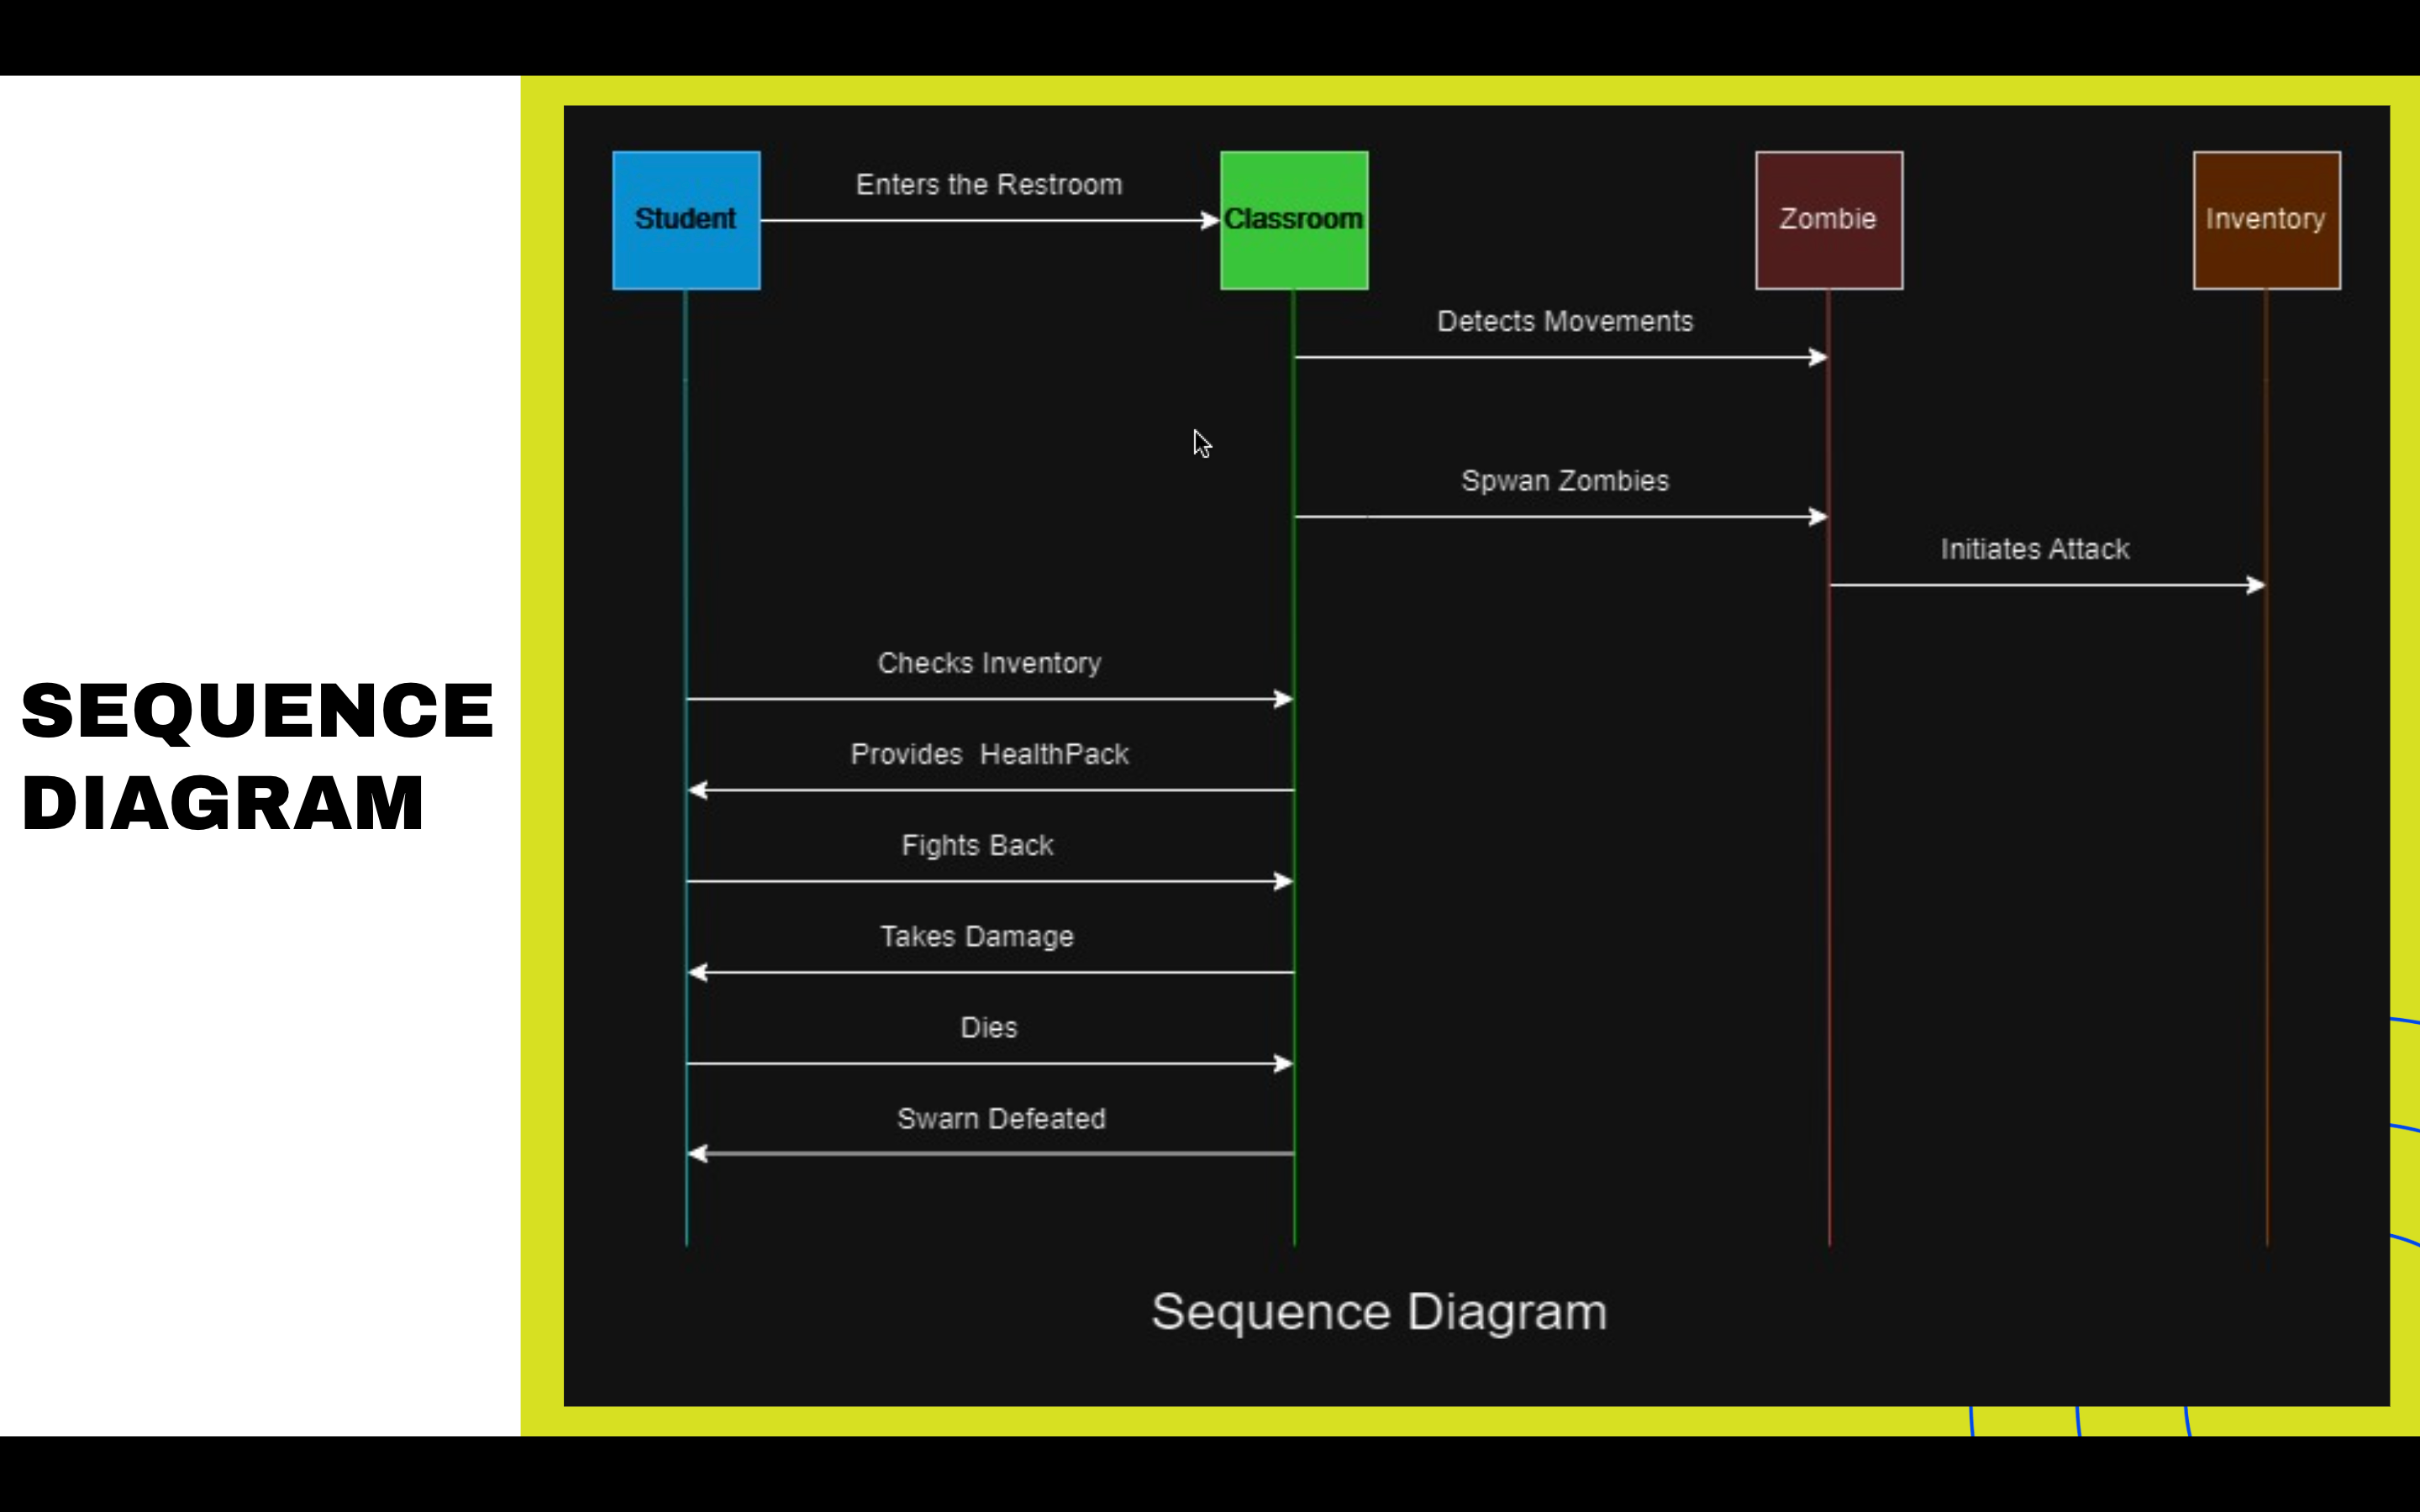 SEQUENCE
DIAGRAM
Enters the Restroom
Student
Classroom
Zombie
Inventory
Detects Movements
Spwan Zombies
Initiates Attack
Checks Inventory
Provides  HealthPack
Fights Back
Takes Damage
Dies
Swarn Defeated
Sequence Diagram